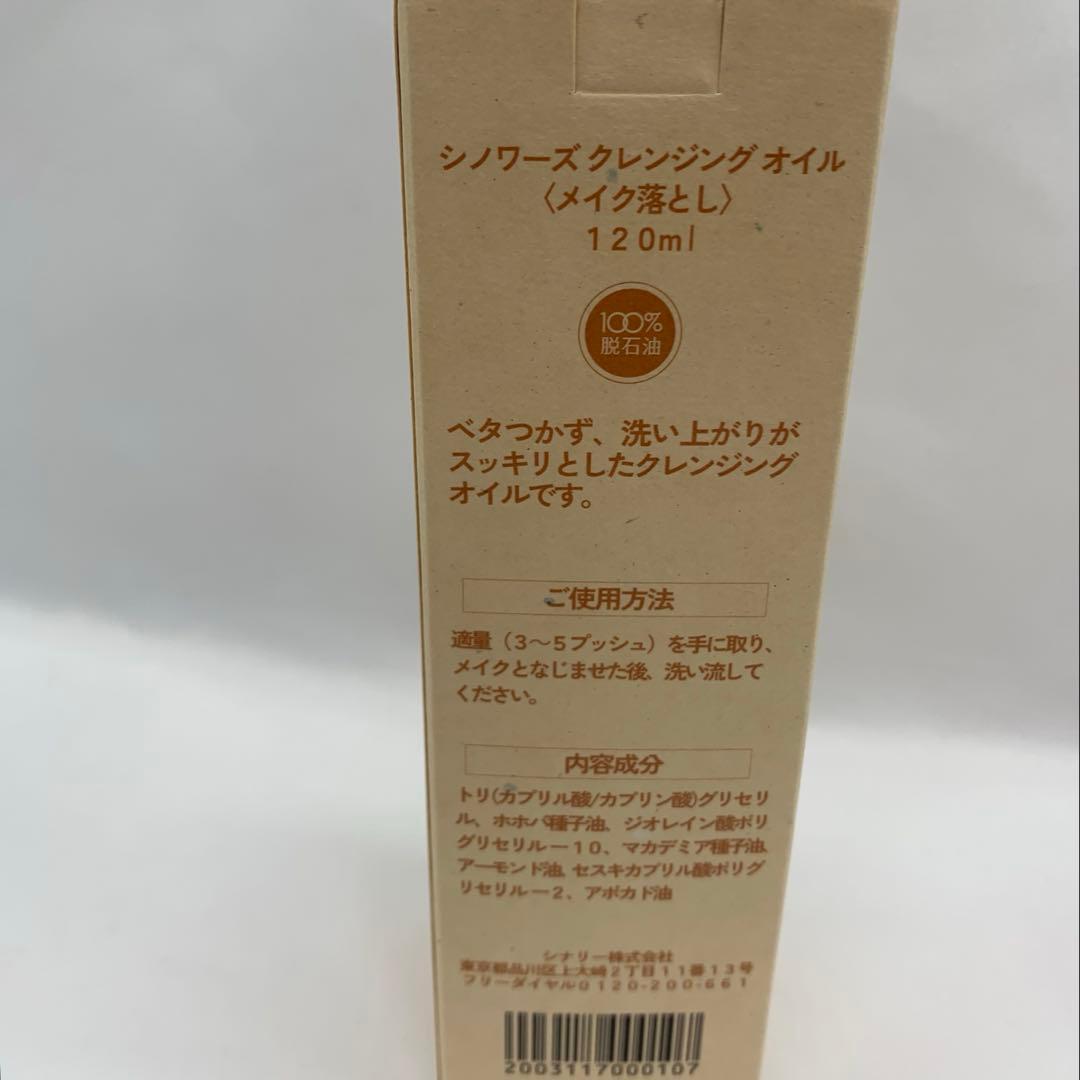 シノワーズ クレンジング オイル
〈メイク落とし〉
120ml
100%
脱石油
ベタつかず、洗い上がりが
スッキリとしたクレンジング
オイルです。
ご使用方法
適量（3〜5プッシュ）を手に取り、
メイクとなじませた後、洗い流して
ください。
内容成分
トリ(カプリル酸/カプリン酸)グリセリ
ル、ホホバ種子油、ジオレイン酸ポリ
グリセリル－10、マカデミア種子油、
アーモンド油、セスキカプリル酸ポリグ
リセリル－2、アボカド油
シナリー株式会社
東京都品川区上大崎2丁目11番13号
フリーダイヤル0120-200-661
2003117000107